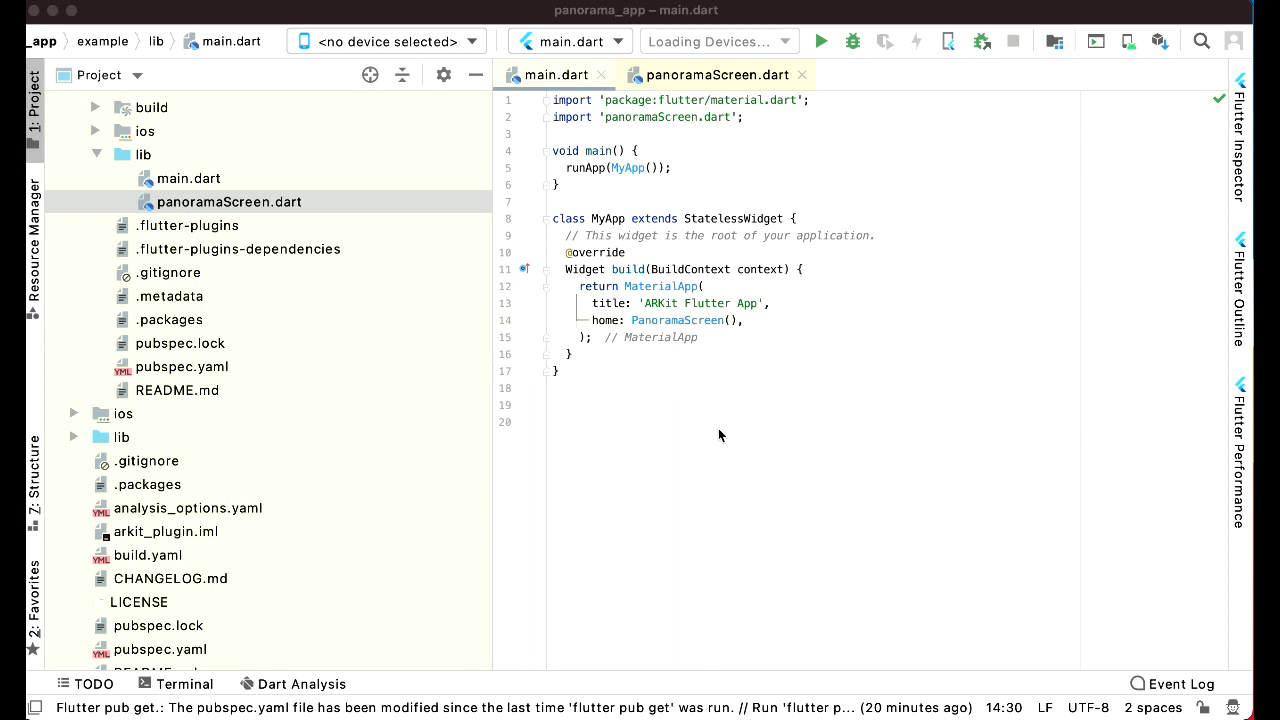 panorama_app – main.dart
_app
example
lib
main.dart
<no device selected>
main.dart
Loading Devices...
1: Project
Resource Manager
7: Structure
2: Favorites
Project
build
ios
lib
main.dart
panoramaScreen.dart
.flutter-plugins
.flutter-plugins-dependencies
.gitignore
.metadata
.packages
pubspec.lock
YML pubspec.yaml
README.md
ios
lib
.gitignore
.packages
YML analysis_options.yaml
arkit_plugin.iml
YML build.yaml
CHANGELOG.md
LICENSE
pubspec.lock
YML pubspec.yaml
main.dart
panoramaScreen.dart
1 import 'package:flutter/material.dart';
2 import 'panoramaScreen.dart';
3
4 void main() {
5 runApp(MyApp());
6 }
7
8 class MyApp extends StatelessWidget {
9 // This widget is the root of your application.
10 @override
11 Widget build(BuildContext context) {
12 return MaterialApp(
13 title: 'ARKit Flutter App',
14 home: PanoramaScreen(),
15 ); // MaterialApp
16 }
17 }
18
19
20
Flutter Inspector
Flutter Outline
Flutter Performance
TODO
Terminal
Dart Analysis
Event Log
Flutter pub get.: The pubspec.yaml file has been modified since the last time 'flutter pub get' was run. // Run 'flutter p... (20 minutes ago)
14:30
LF
UTF-8
2 spaces